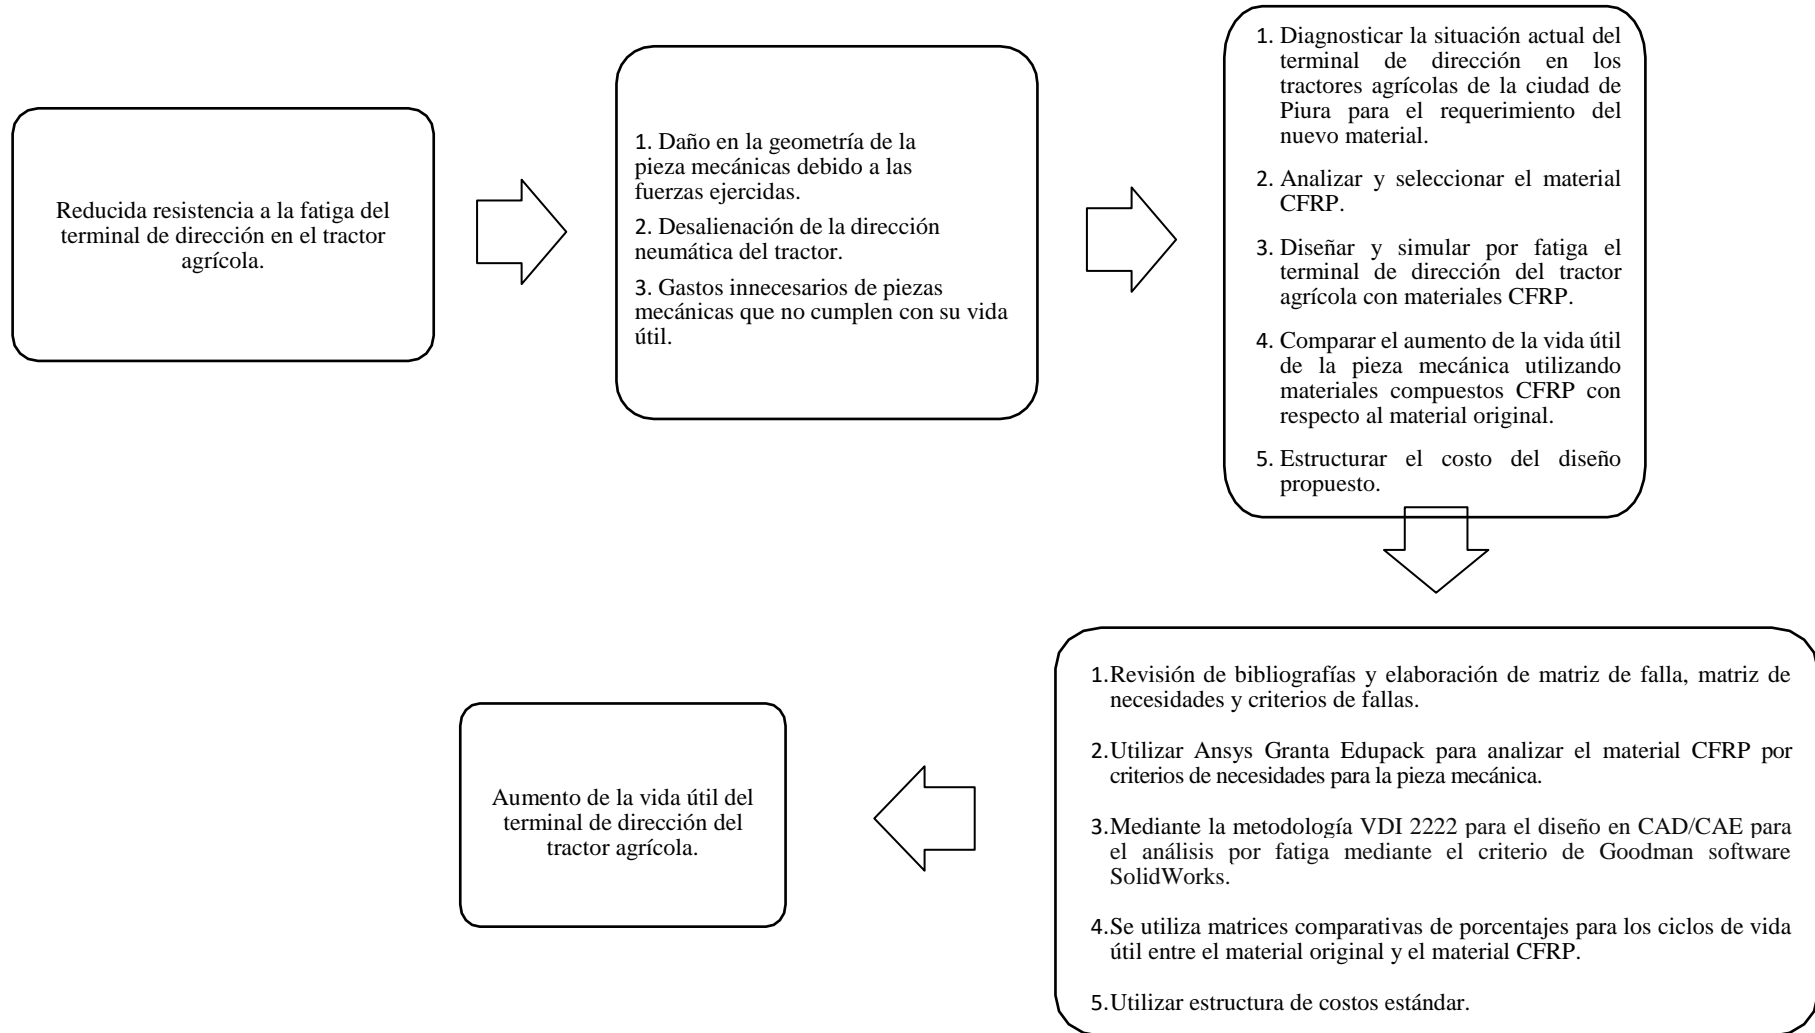 Reducida resistencia a la fatiga del
terminal de dirección en el tractor
agrícola.
1. Daño en la geometría de la
pieza mecánicas debido a las
fuerzas ejercidas.
2. Desalienación de la dirección
neumática del tractor.
3. Gastos innecesarios de piezas
mecánicas que no cumplen con su vida
útil.
1. Diagnosticar la situación actual del
terminal de dirección en los
tractores agrícolas de la ciudad de
Piura para el requerimiento del
nuevo material.
2. Analizar y seleccionar el material
CFRP.
3. Diseñar y simular por fatiga el
terminal de dirección del tractor
agrícola con materiales CFRP.
4. Comparar el aumento de la vida útil
de la pieza mecánica utilizando
materiales compuestos CFRP con
respecto al material original.
5. Estructurar el costo del diseño
propuesto.
1.Revisión de bibliografías y elaboración de matriz de falla, matriz de
necesidades y criterios de fallas.
2.Utilizar Ansys Granta Edupack para analizar el material CFRP por
criterios de necesidades para la pieza mecánica.
3.Mediante la metodología VDI 2222 para el diseño en CAD/CAE para
el análisis por fatiga mediante el criterio de Goodman software
SolidWorks.
4.Se utiliza matrices comparativas de porcentajes para los ciclos de vida
útil entre el material original y el material CFRP.
5.Utilizar estructura de costos estándar.
Aumento de la vida útil del
terminal de dirección del
tractor agrícola.